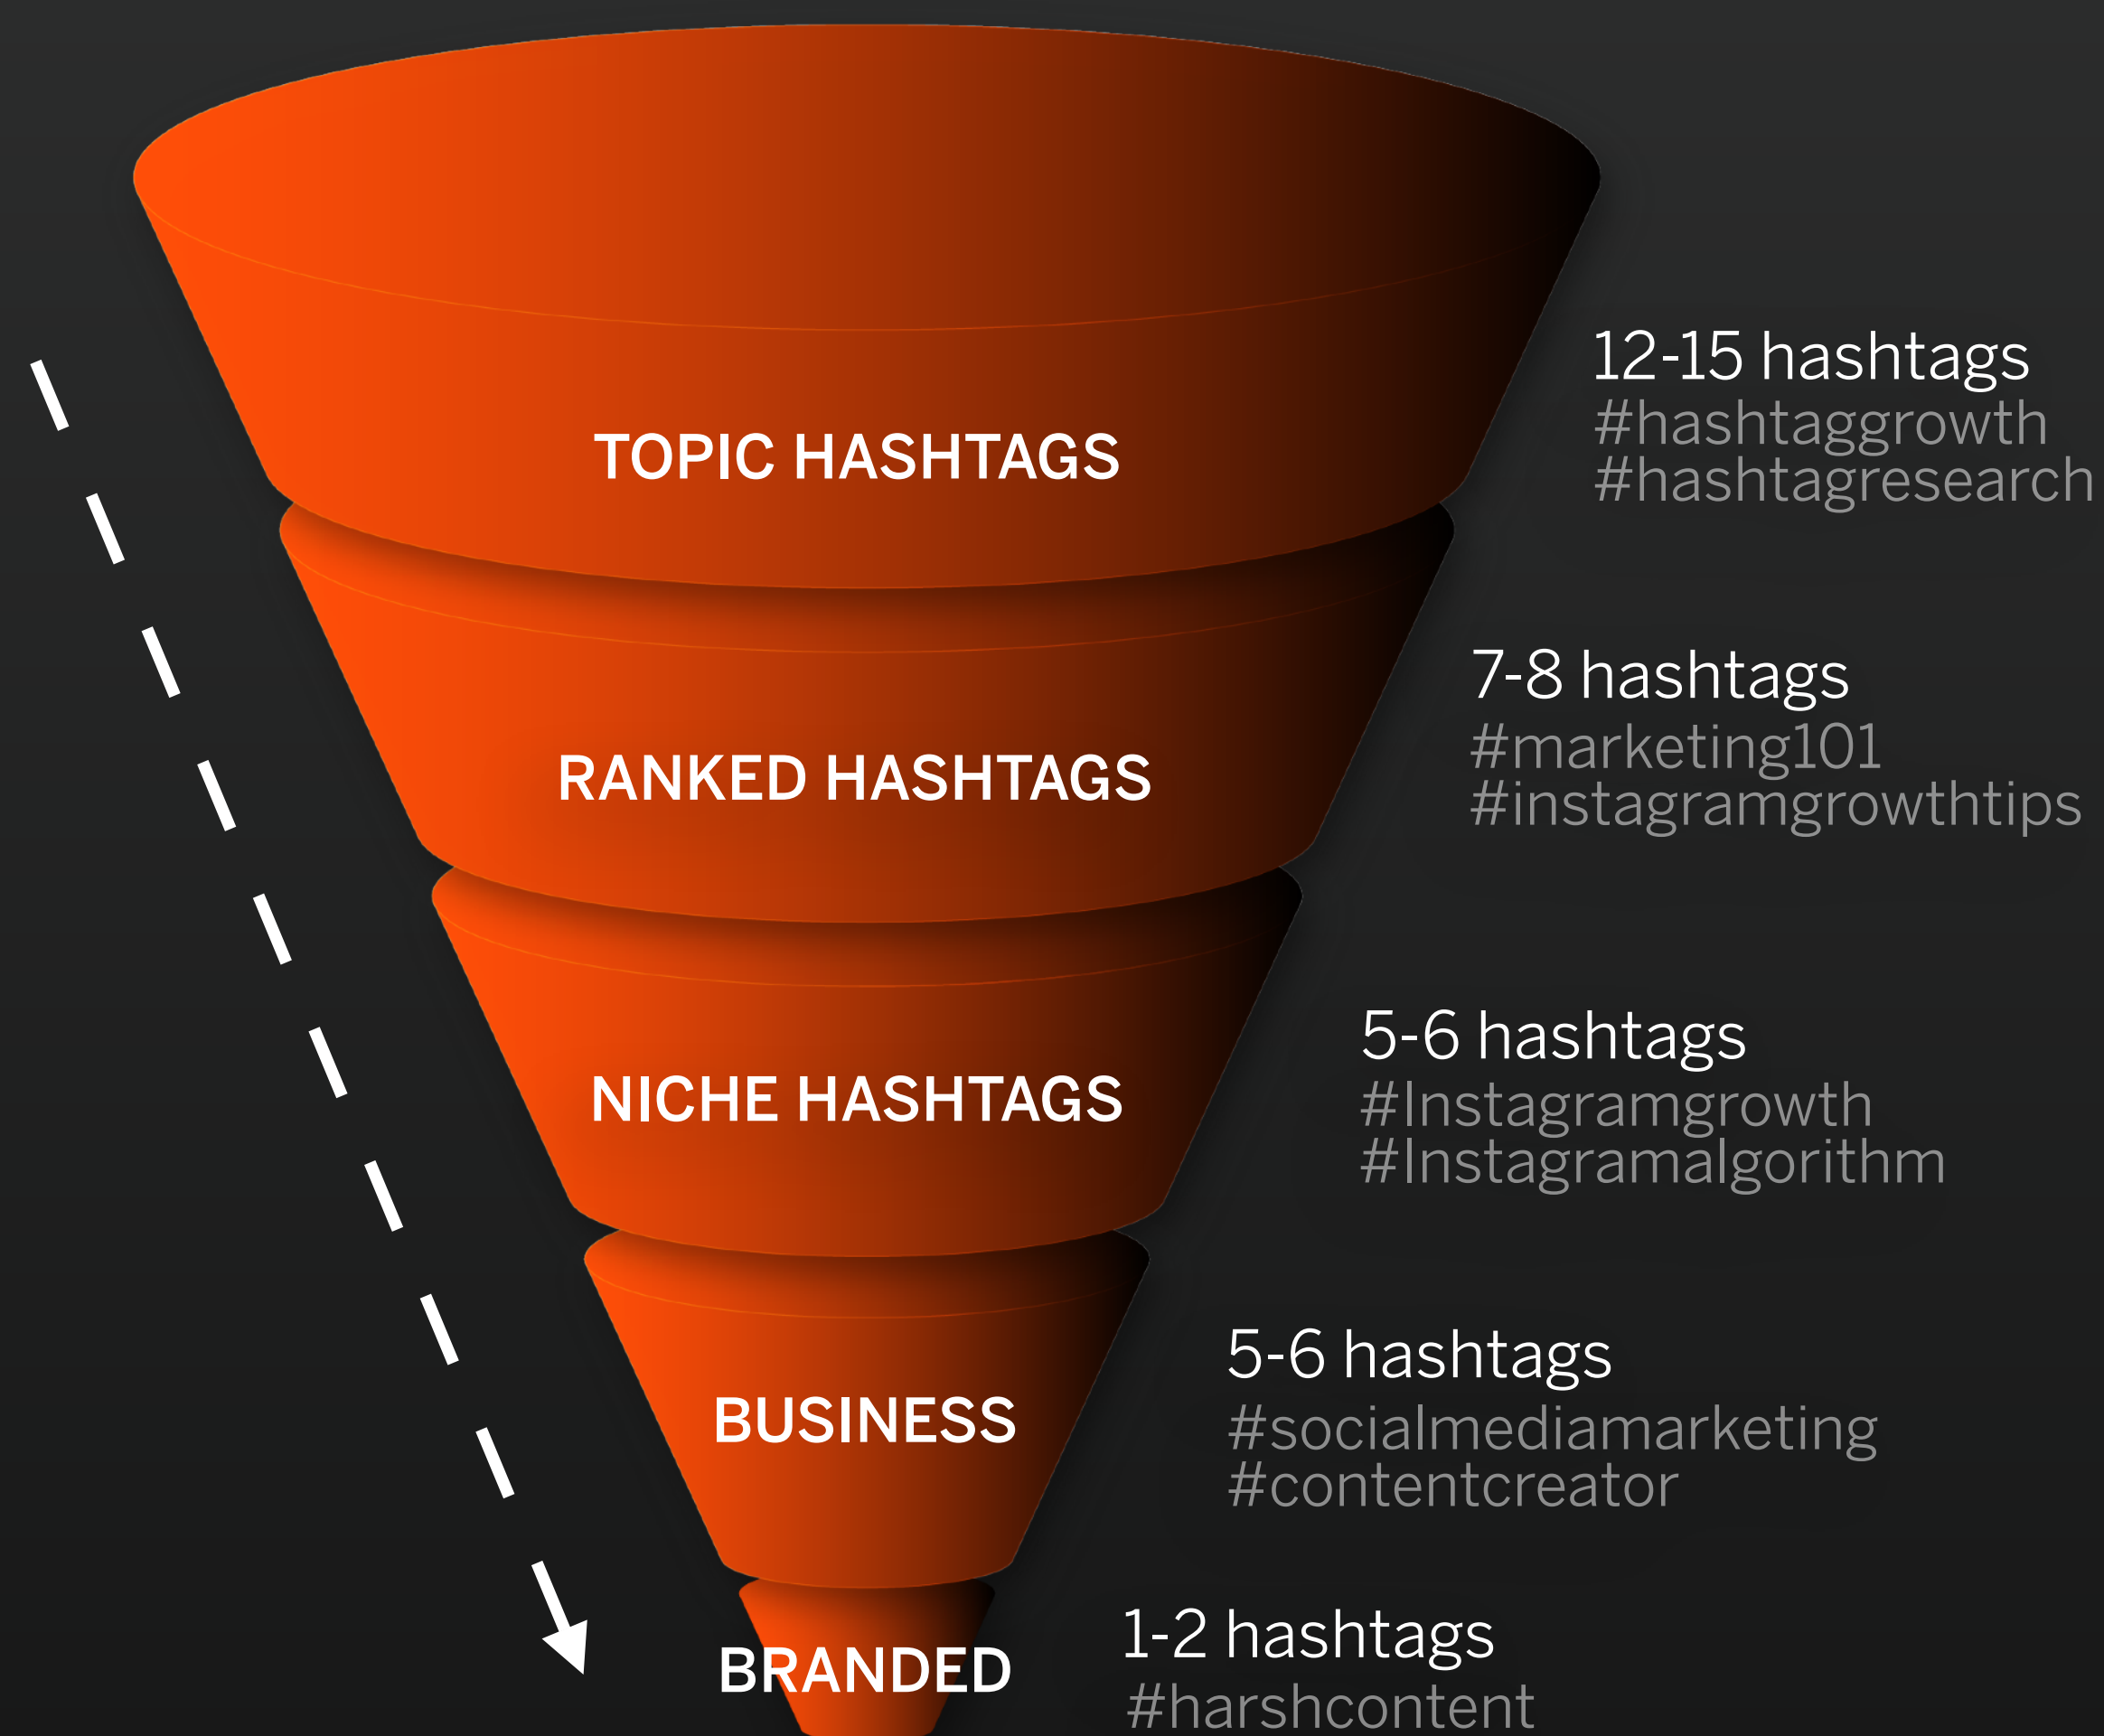 TOPIC HASHTAGS
12-15 hashtags
#hashtaggrowth
#hashtagresearch
RANKED HASHTAGS
7-8 hashtags
#marketing101
#instagramgrowthtips
NICHE HASHTAGS
5-6 hashtags
#Instagramgrowth
#Instagramalgorithm
BUSINESS
5-6 hashtags
#socialmediamarketing
#contentcreator
BRANDED
1-2 hashtags
#harshcontent